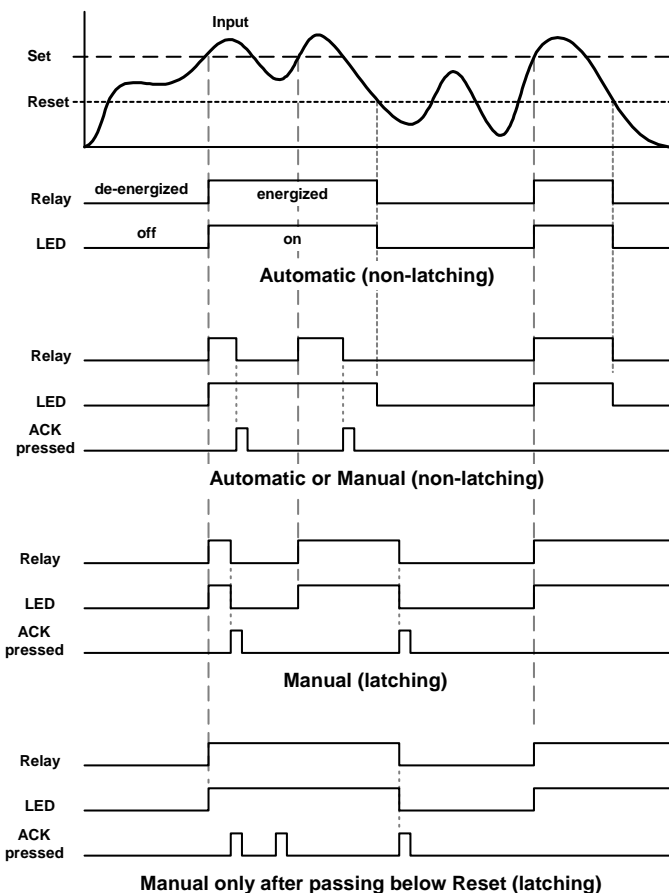 Input
Set
Reset
Relay
de-energized
energized
LED
off
on
Automatic (non-latching)
Relay
LED
ACK
pressed
Automatic or Manual (non-latching)
Relay
LED
ACK
pressed
Manual (latching)
Relay
LED
ACK
pressed
Manual only after passing below Reset (latching)